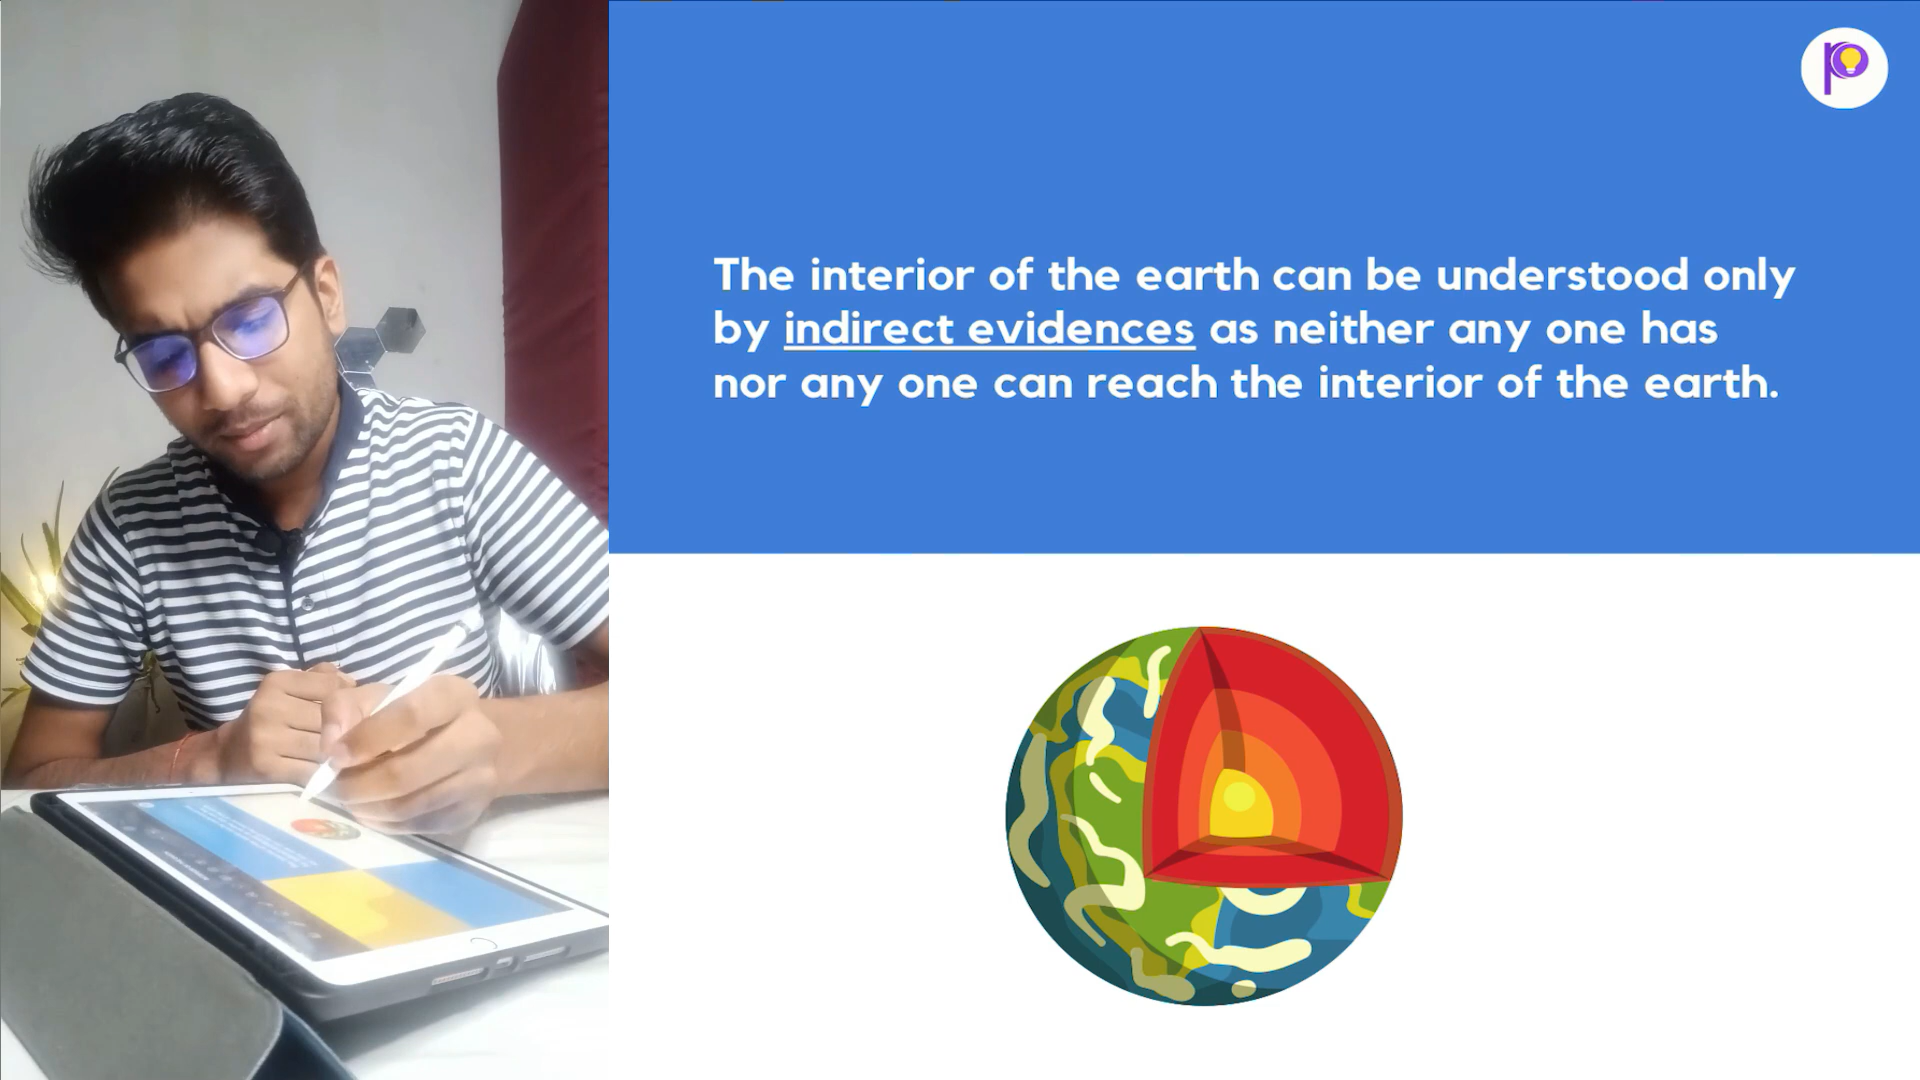 The interior of the earth can be understood only
by indirect evidences as neither any one has
nor any one can reach the interior of the earth.